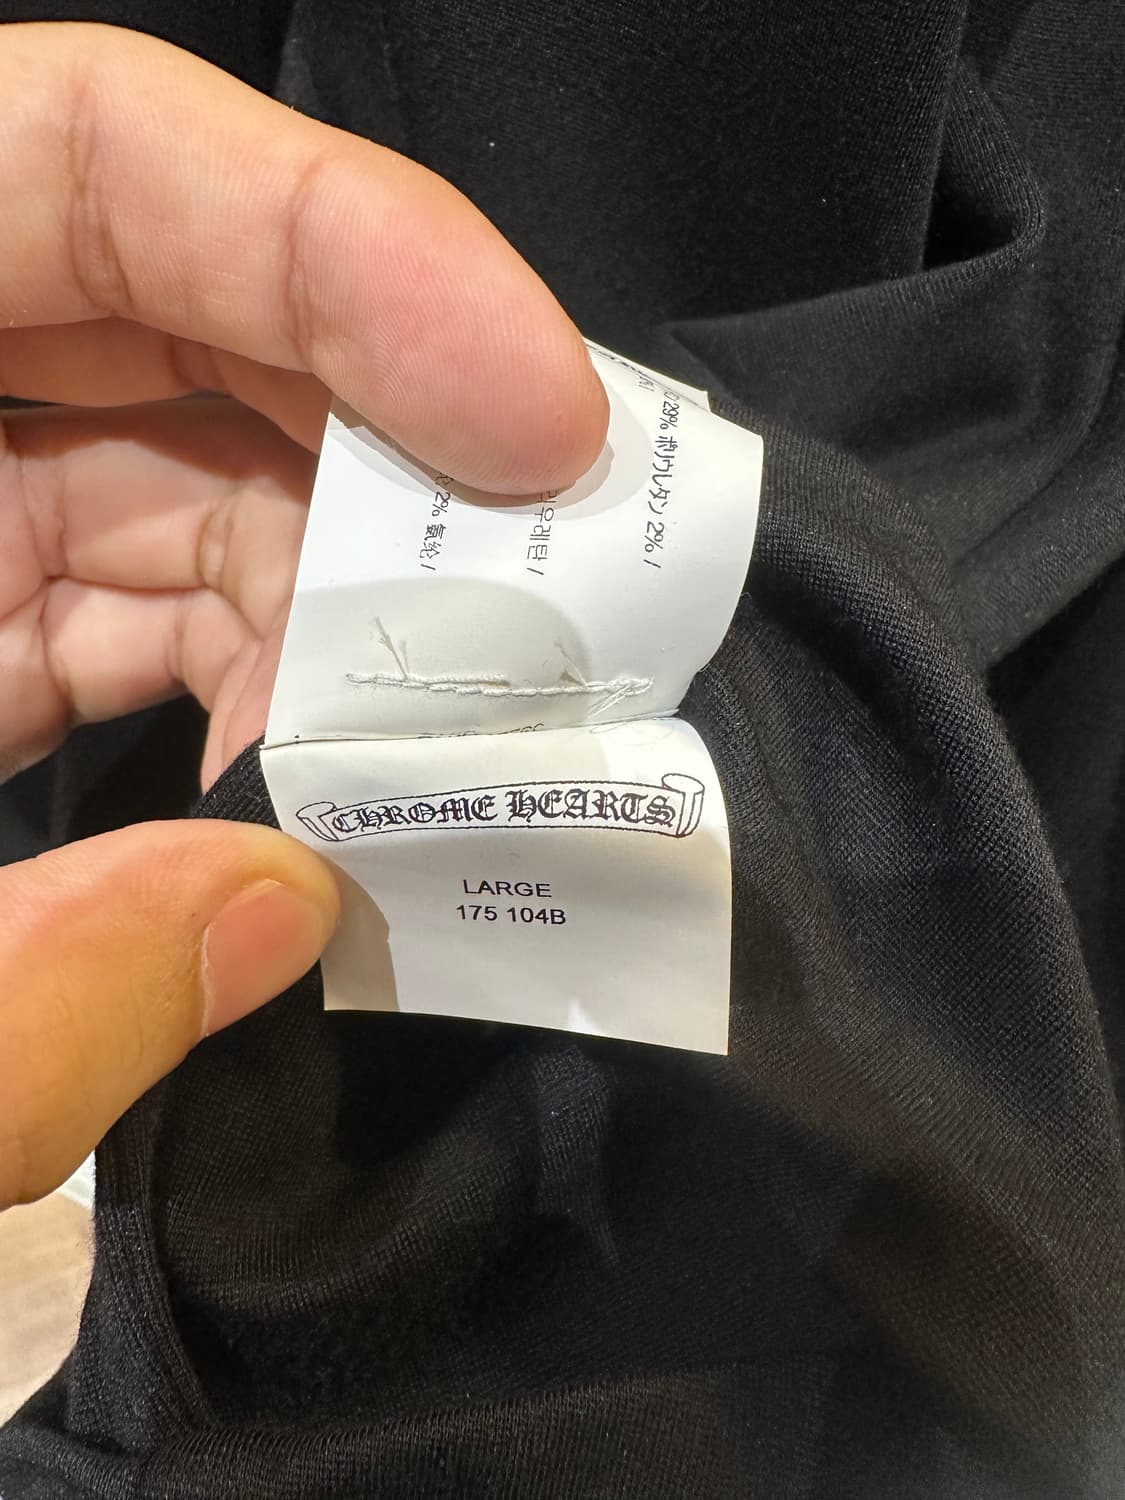 29% ポリウレタン 2% /
우레탄 /
2% 氨纶 /
CHROME HEARTS
LARGE
175 104B